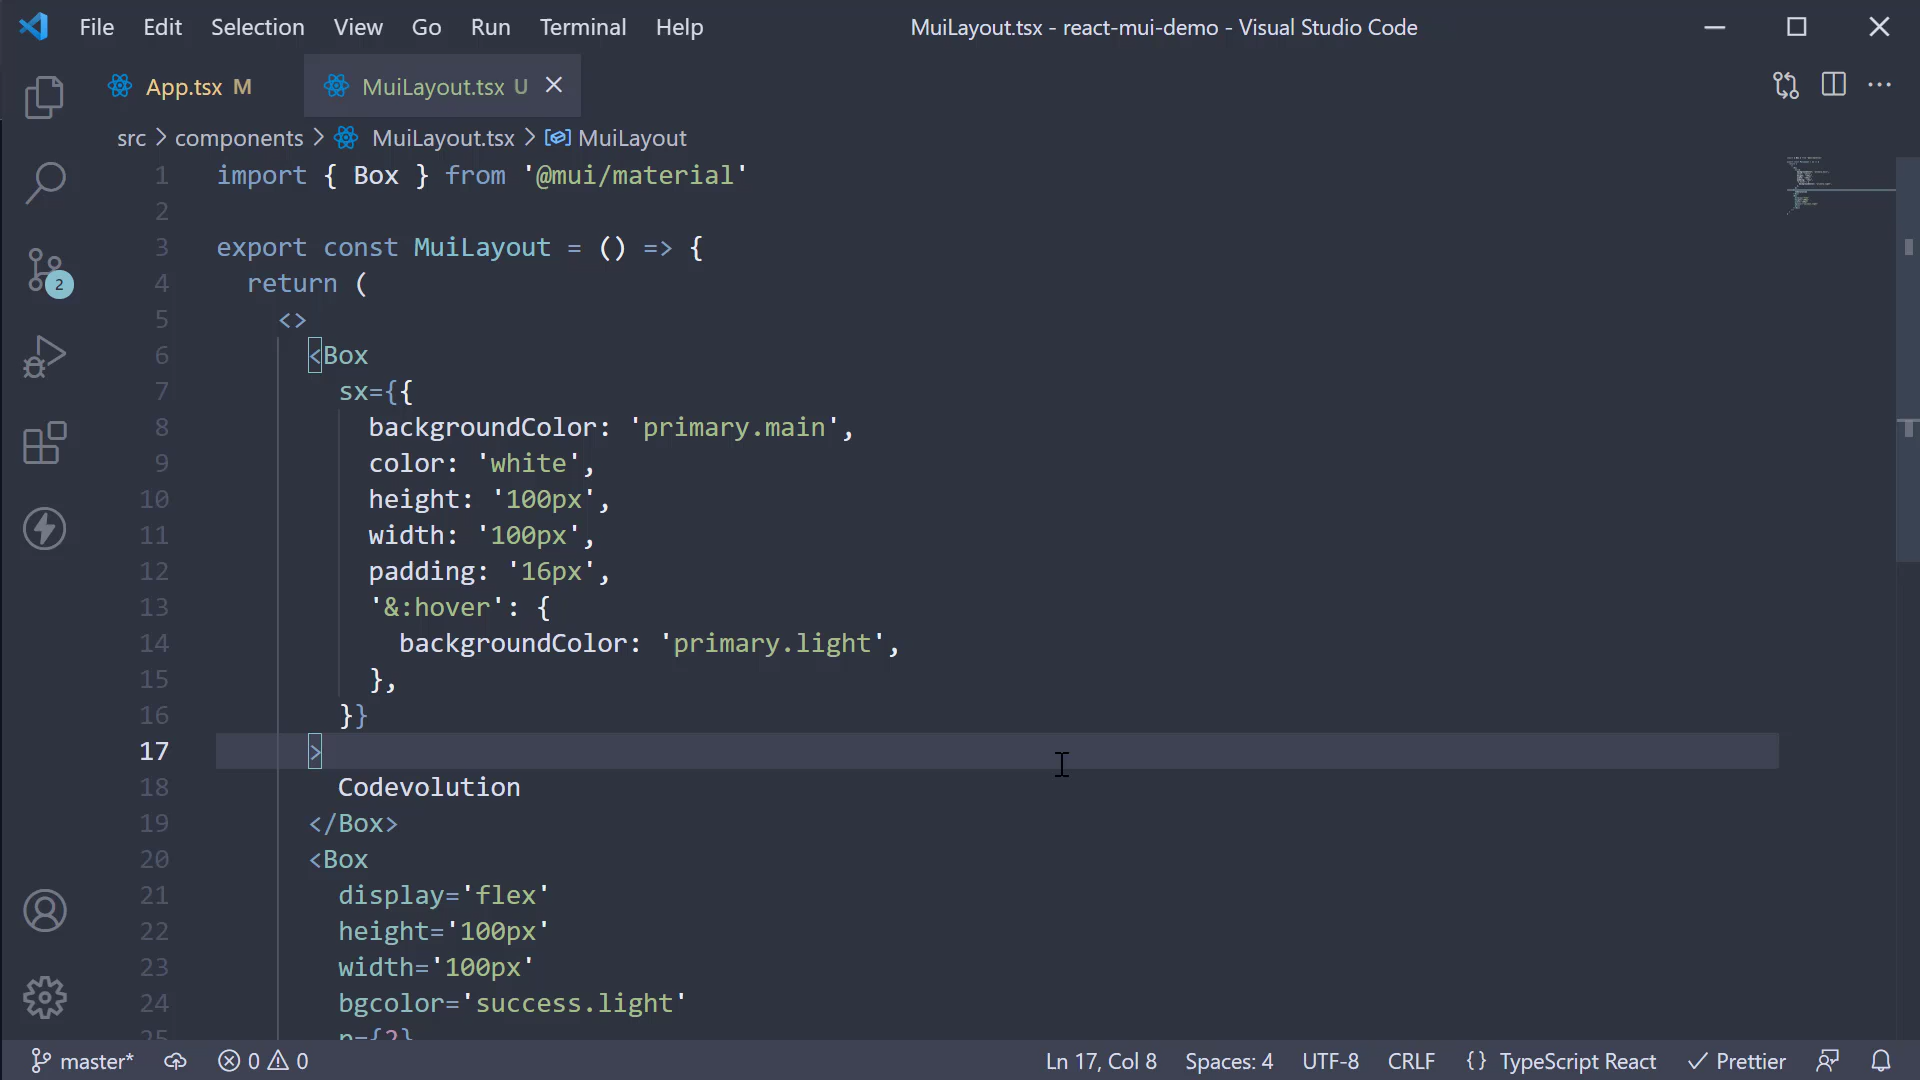 File Edit Selection View Go Run Terminal Help MuiLayout.tsx - react-mui-demo - Visual Studio Code
App.tsx M MuiLayout.tsx U
src > components > MuiLayout.tsx > MuiLayout
1 import { Box } from '@mui/material'
2
3 export const MuiLayout = () => {
4 return (
5 <>
6 <Box
7 sx={{
8 backgroundColor: 'primary.main',
9 color: 'white',
10 height: '100px',
11 width: '100px',
12 padding: '16px',
13 '&:hover': {
14 backgroundColor: 'primary.light',
15 },
16 }}
17 >
18 Codevolution
19 </Box>
20 <Box
21 display='flex'
22 height='100px'
23 width='100px'
24 bgcolor='success.light'
25 p={2}
2
master* 0 0 Ln 17, Col 8 Spaces: 4 UTF-8 CRLF {} TypeScript React Prettier